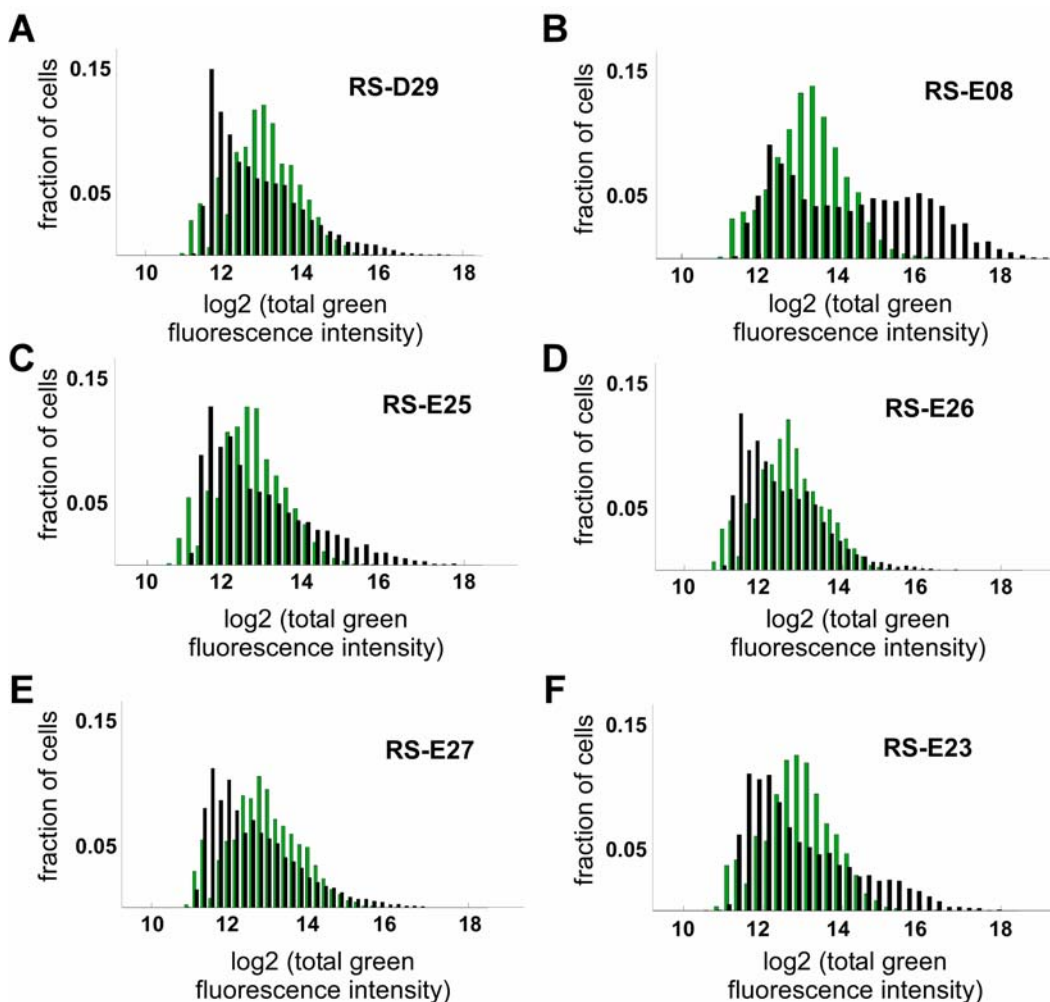 A
fraction of cells
0.15
0.05
RS-D29
10 12 14 16 18
log2 (total green
fluorescence intensity)
B
fraction of cells
0.15
0.05
RS-E08
10 12 14 16 18
log2 (total green
fluorescence intensity)
C
fraction of cells
0.15
0.05
RS-E25
10 12 14 16 18
log2 (total green
fluorescence intensity)
D
fraction of cells
0.15
0.05
RS-E26
10 12 14 16 18
log2 (total green
fluorescence intensity)
E
fraction of cells
0.15
0.05
RS-E27
10 12 14 16 18
log2 (total green
fluorescence intensity)
F
fraction of cells
0.15
0.05
RS-E23
10 12 14 16 18
log2 (total green
fluorescence intensity)